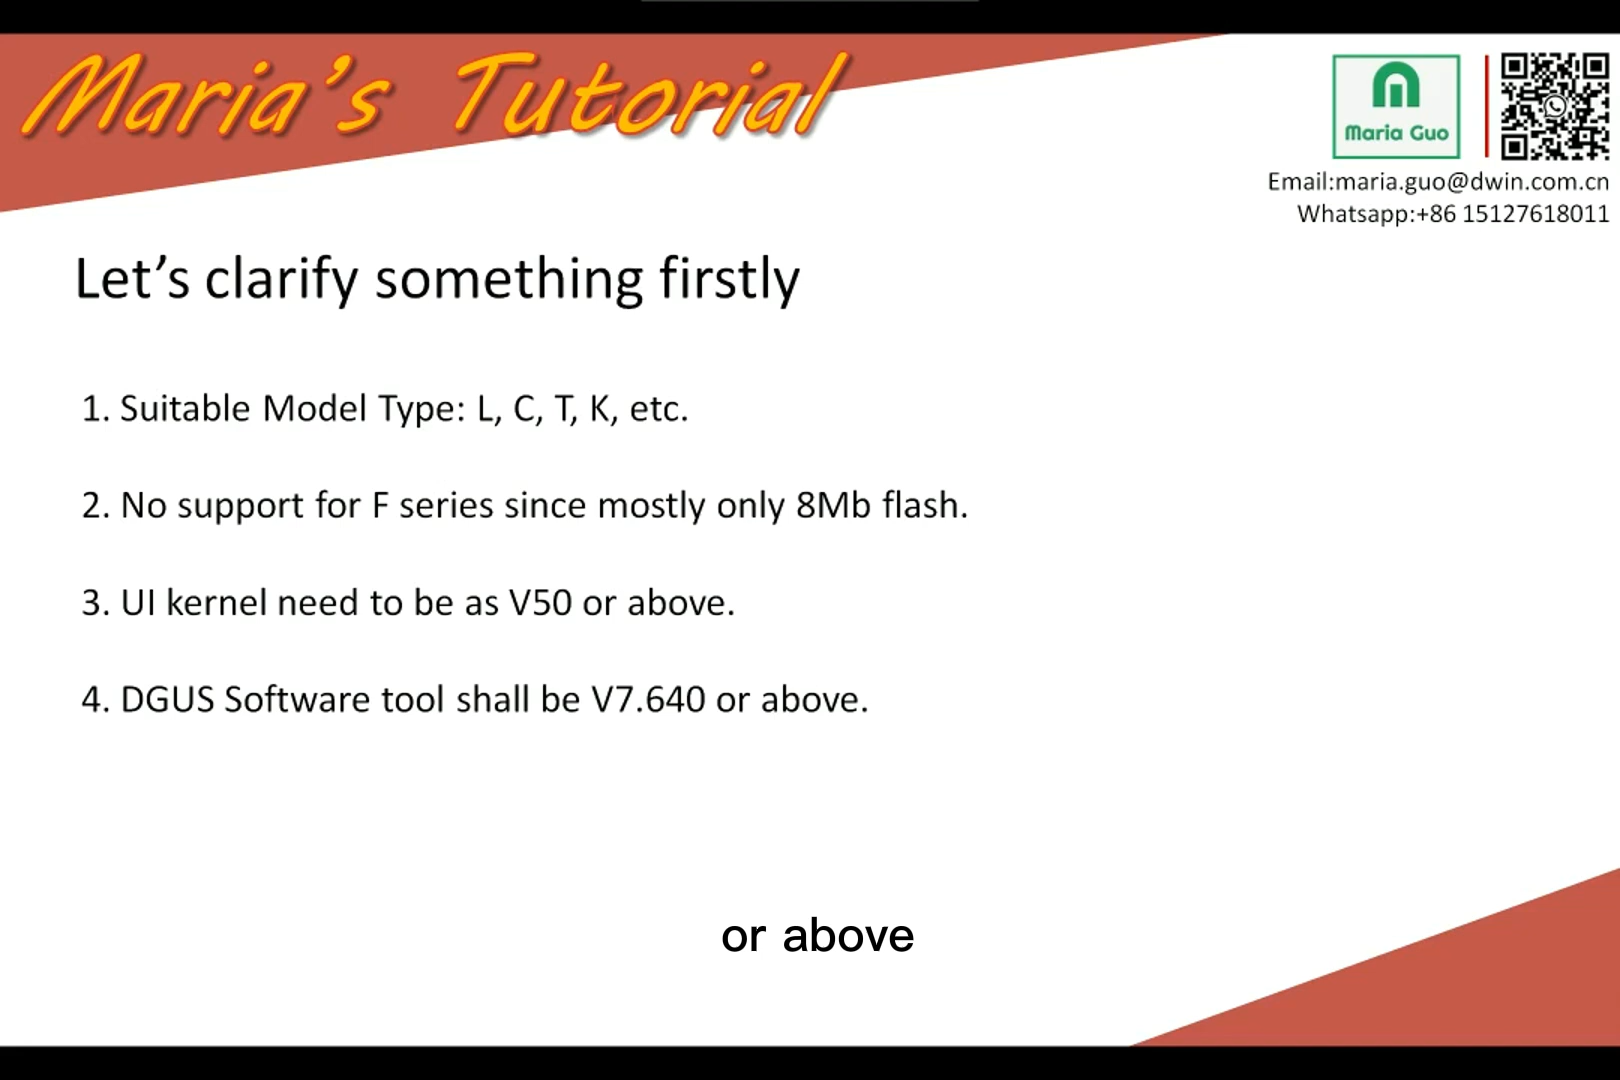 Maria's Tutorial
Maria Guo
Email:maria.guo@dwin.com.cn
Whatsapp:+86 15127618011
Let's clarify something firstly
1. Suitable Model Type: L, C, T, K, etc.
2. No support for F series since mostly only 8Mb flash.
3. UI kernel need to be as V50 or above.
4. DGUS Software tool shall be V7.640 or above.
or above